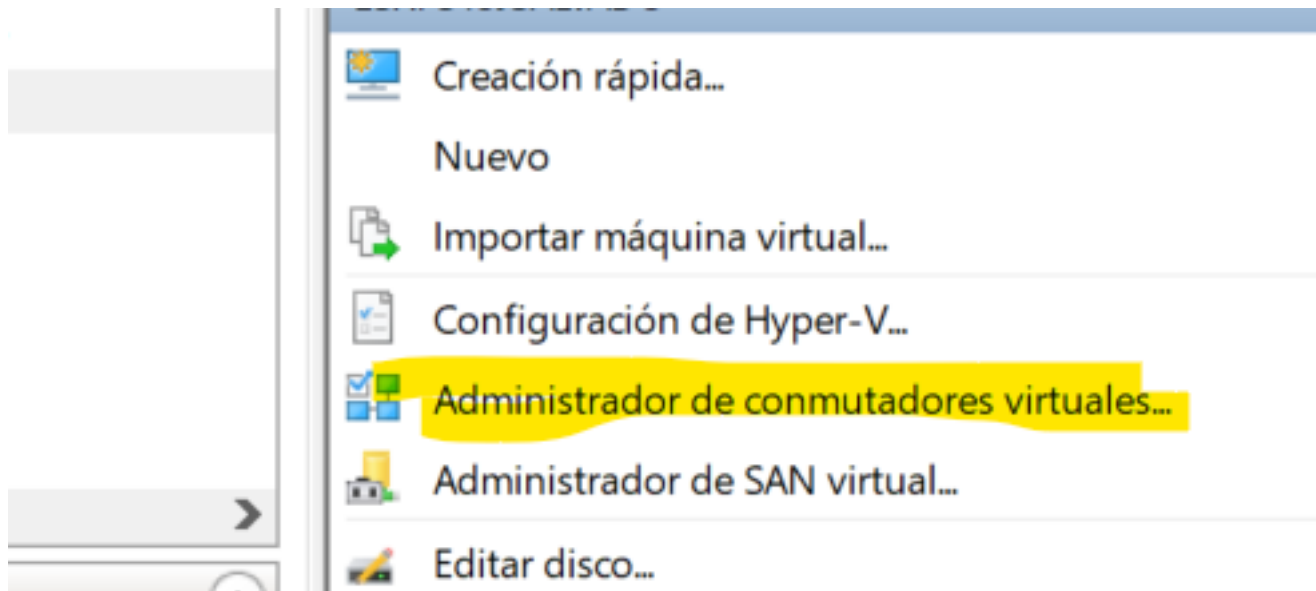 Creación rápida...
Nuevo
Importar máquina virtual...
Configuración de Hyper-V...
Administrador de conmutadores virtuales...
Administrador de SAN virtual...
Editar disco...